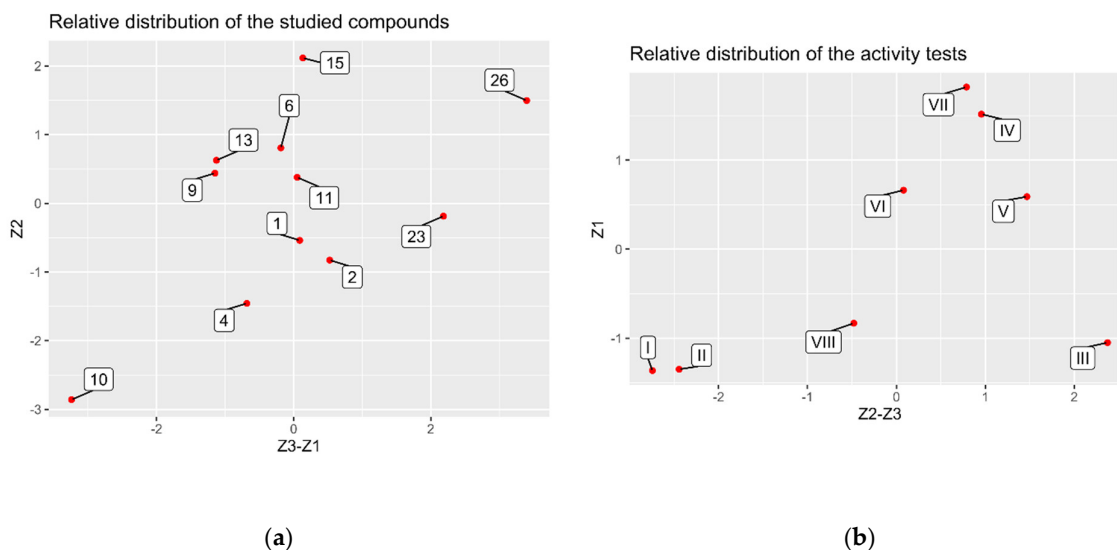 Relative distribution of the studied compounds
15
26
6
13
9
11
1
23
2
4
10
2
1
0
-1
-2
-3
Z2
-2
0
2
Z3-Z1
(a)
Relative distribution of the activity tests
VII
IV
VI
V
VIII
I
II
III
1
0
-1
Z1
-2
-1
0
1
2
Z2-Z3
(b)